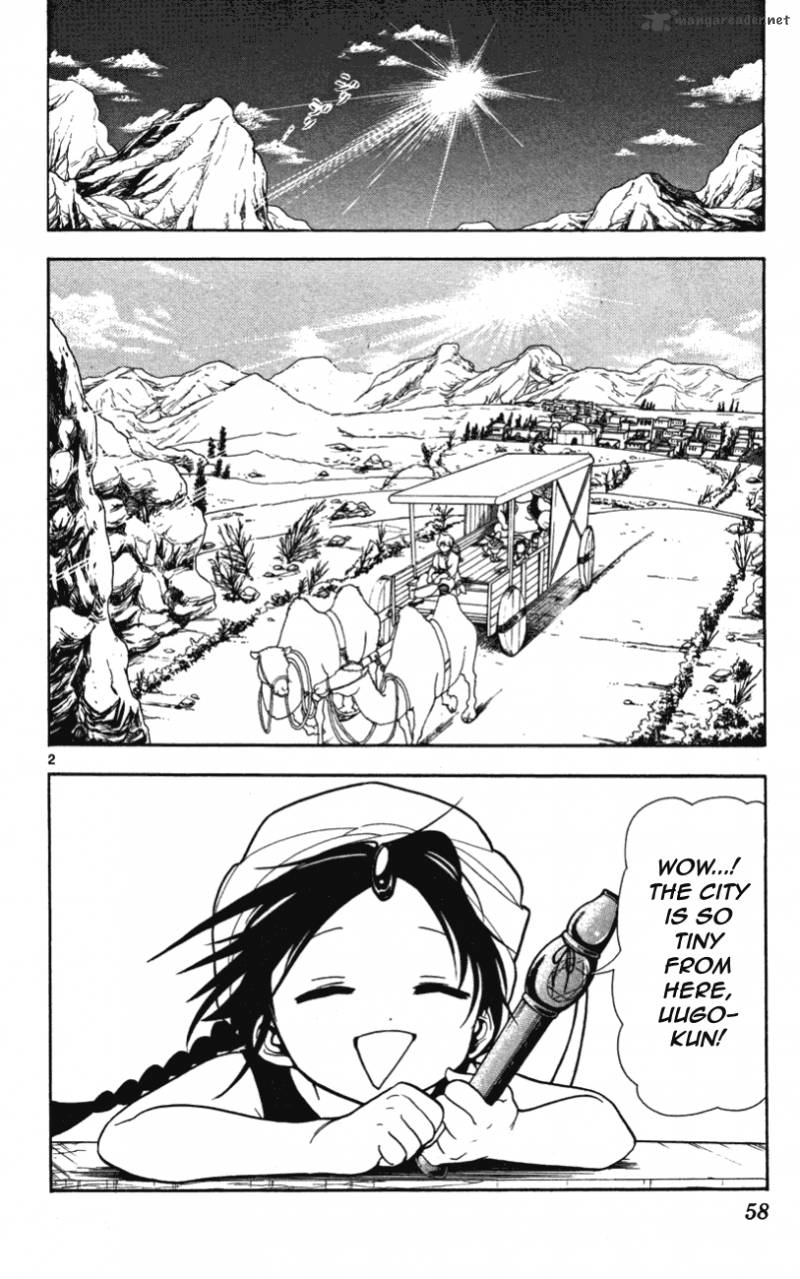 mangareader.net
2
WOW...!
THE CITY
IS SO
TINY
FROM
HERE,
UUGO-
KUN!
58